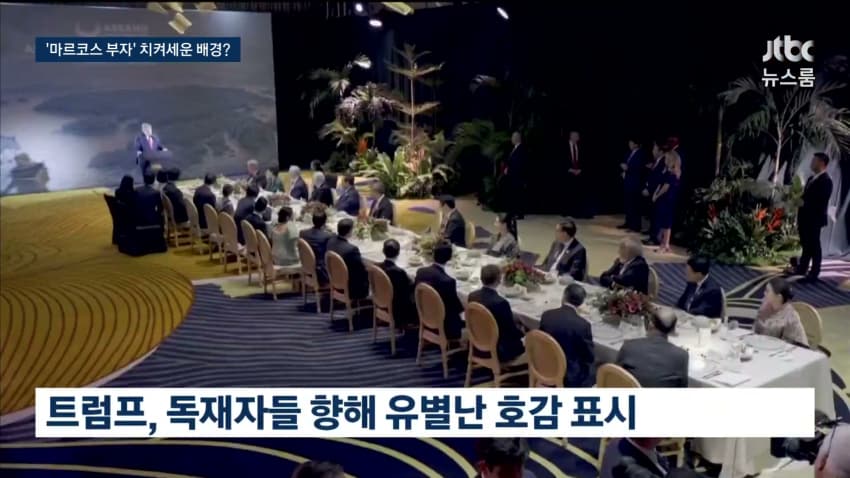 '마르코스 부자' 치켜세운 배경?
jtbc
뉴스룸
트럼프, 독재자들 향해 유별난 호감 표시